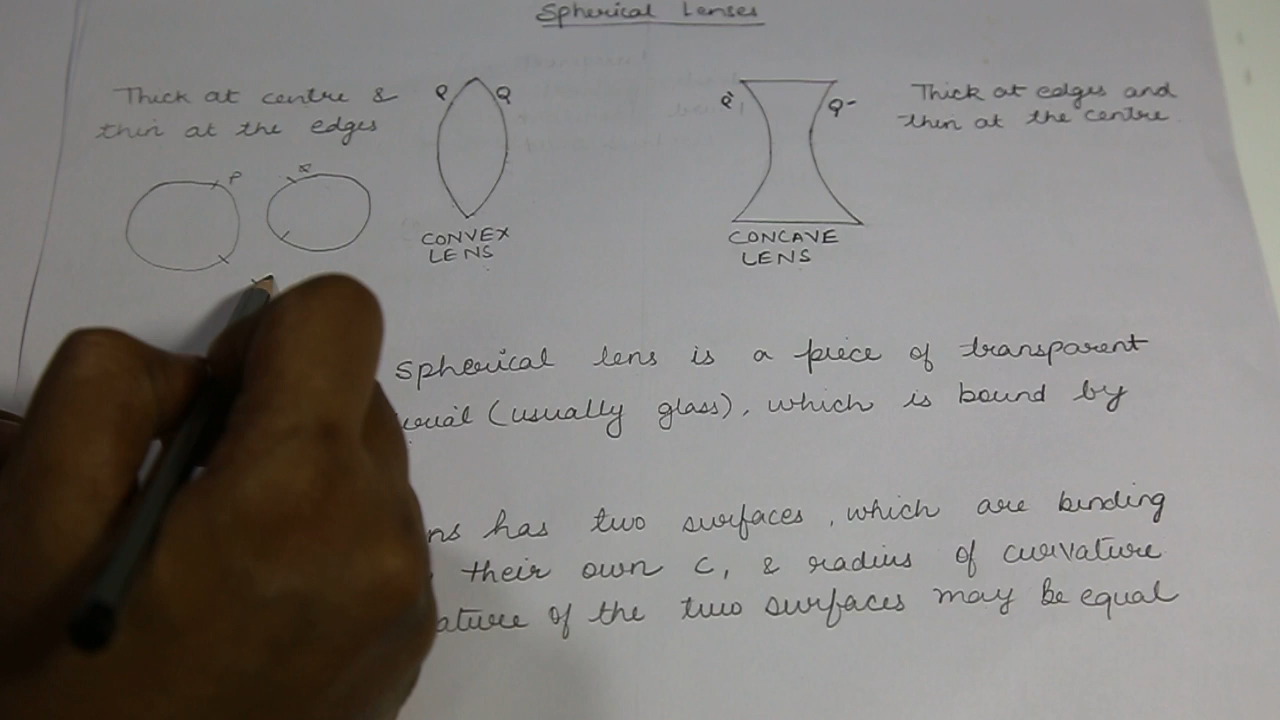 Spherical Lenses
Thick at centre &
thin at the edges
P Q
CONVEX
LENS
Q' Q-
CONCAVE
LENS
Thick at edges and
thin at the centre
P
spherical lens is a piece of transparent
(usually glass), which is bound by
has two surfaces, which are binding
their own C, & radius of curvature
of the two surfaces may be equal